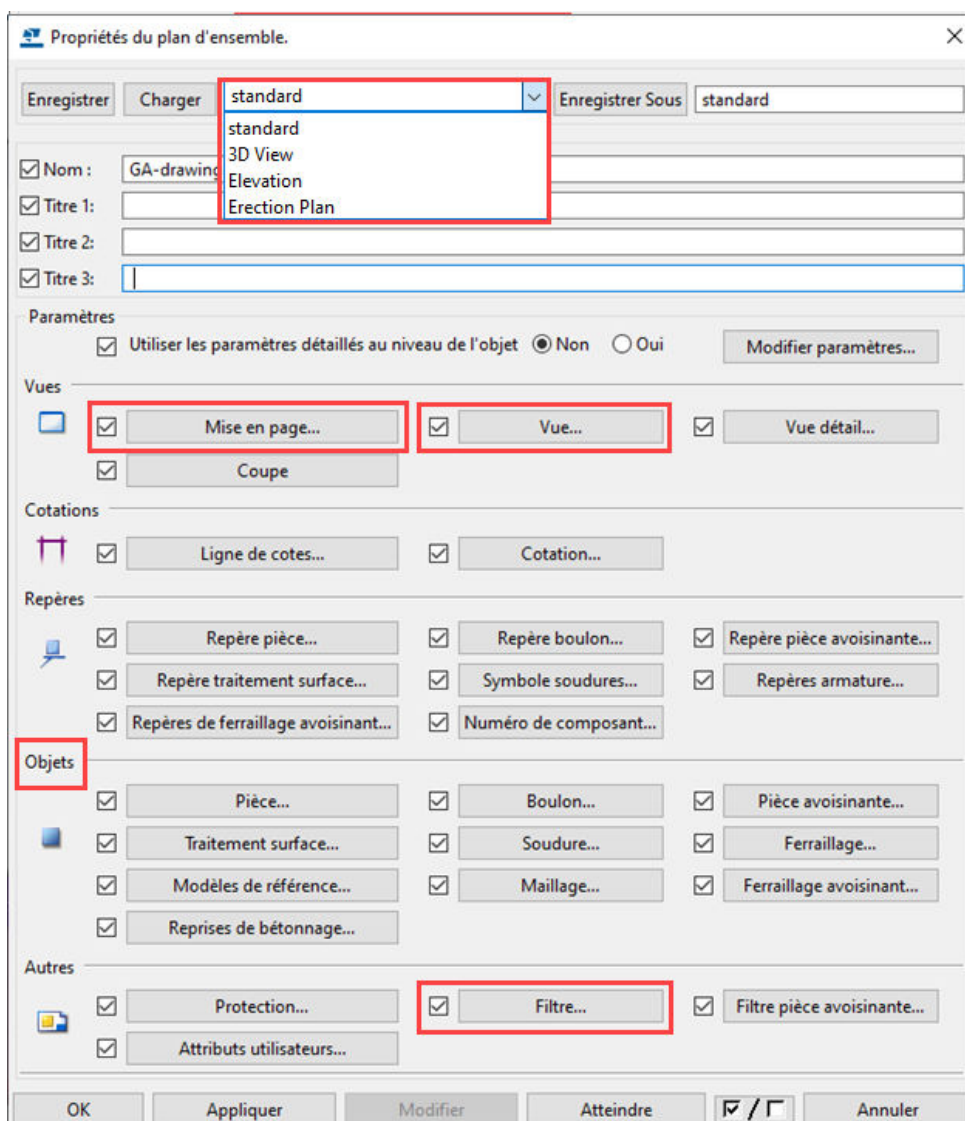 Propriétés du plan d'ensemble.
Enregistrer Charger standard Enregistrer Sous standard
standard
3D View
Elevation
Erection Plan
Nom : GA-drawing
Titre 1:
Titre 2:
Titre 3:
Paramètres
Utiliser les paramètres détaillés au niveau de l'objet Non Oui Modifier paramètres...
Vues
Mise en page... Vue... Vue détail...
Coupe
Cotations
Ligne de cotes... Cotation...
Repères
Repère pièce... Repère boulon... Repère pièce avoisinante...
Repère traitement surface... Symbole soudures... Repères armature...
Repères de ferraillage avoisinant... Numéro de composant...
Objets
Pièce... Boulon... Pièce avoisinante...
Traitement surface... Soudure... Ferraillage...
Modèles de référence... Maillage... Ferraillage avoisinant...
Reprises de bétonnage...
Autres
Protection... Filtre... Filtre pièce avoisinante...
Attributs utilisateurs...
OK Appliquer Modifier Atteindre / Annuler